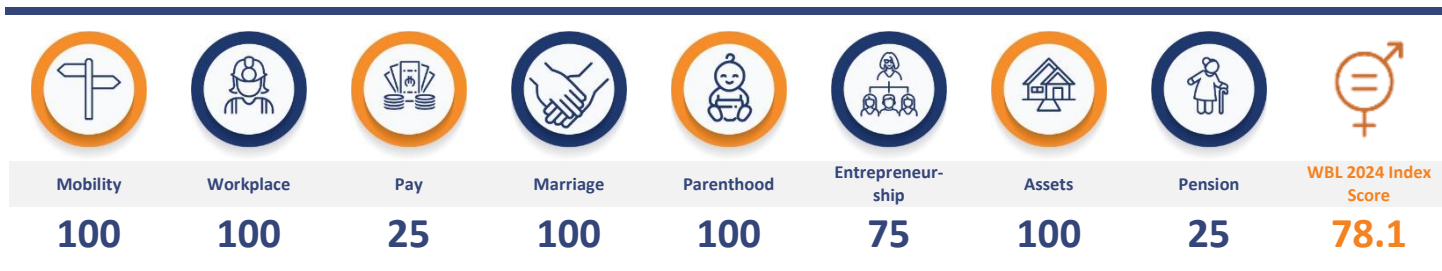 Mobility
Workplace
Pay
Marriage
Parenthood
Entrepreneur-
ship
Assets
Pension
WBL 2024 Index
Score
100
100
25
100
100
75
100
25
78.1